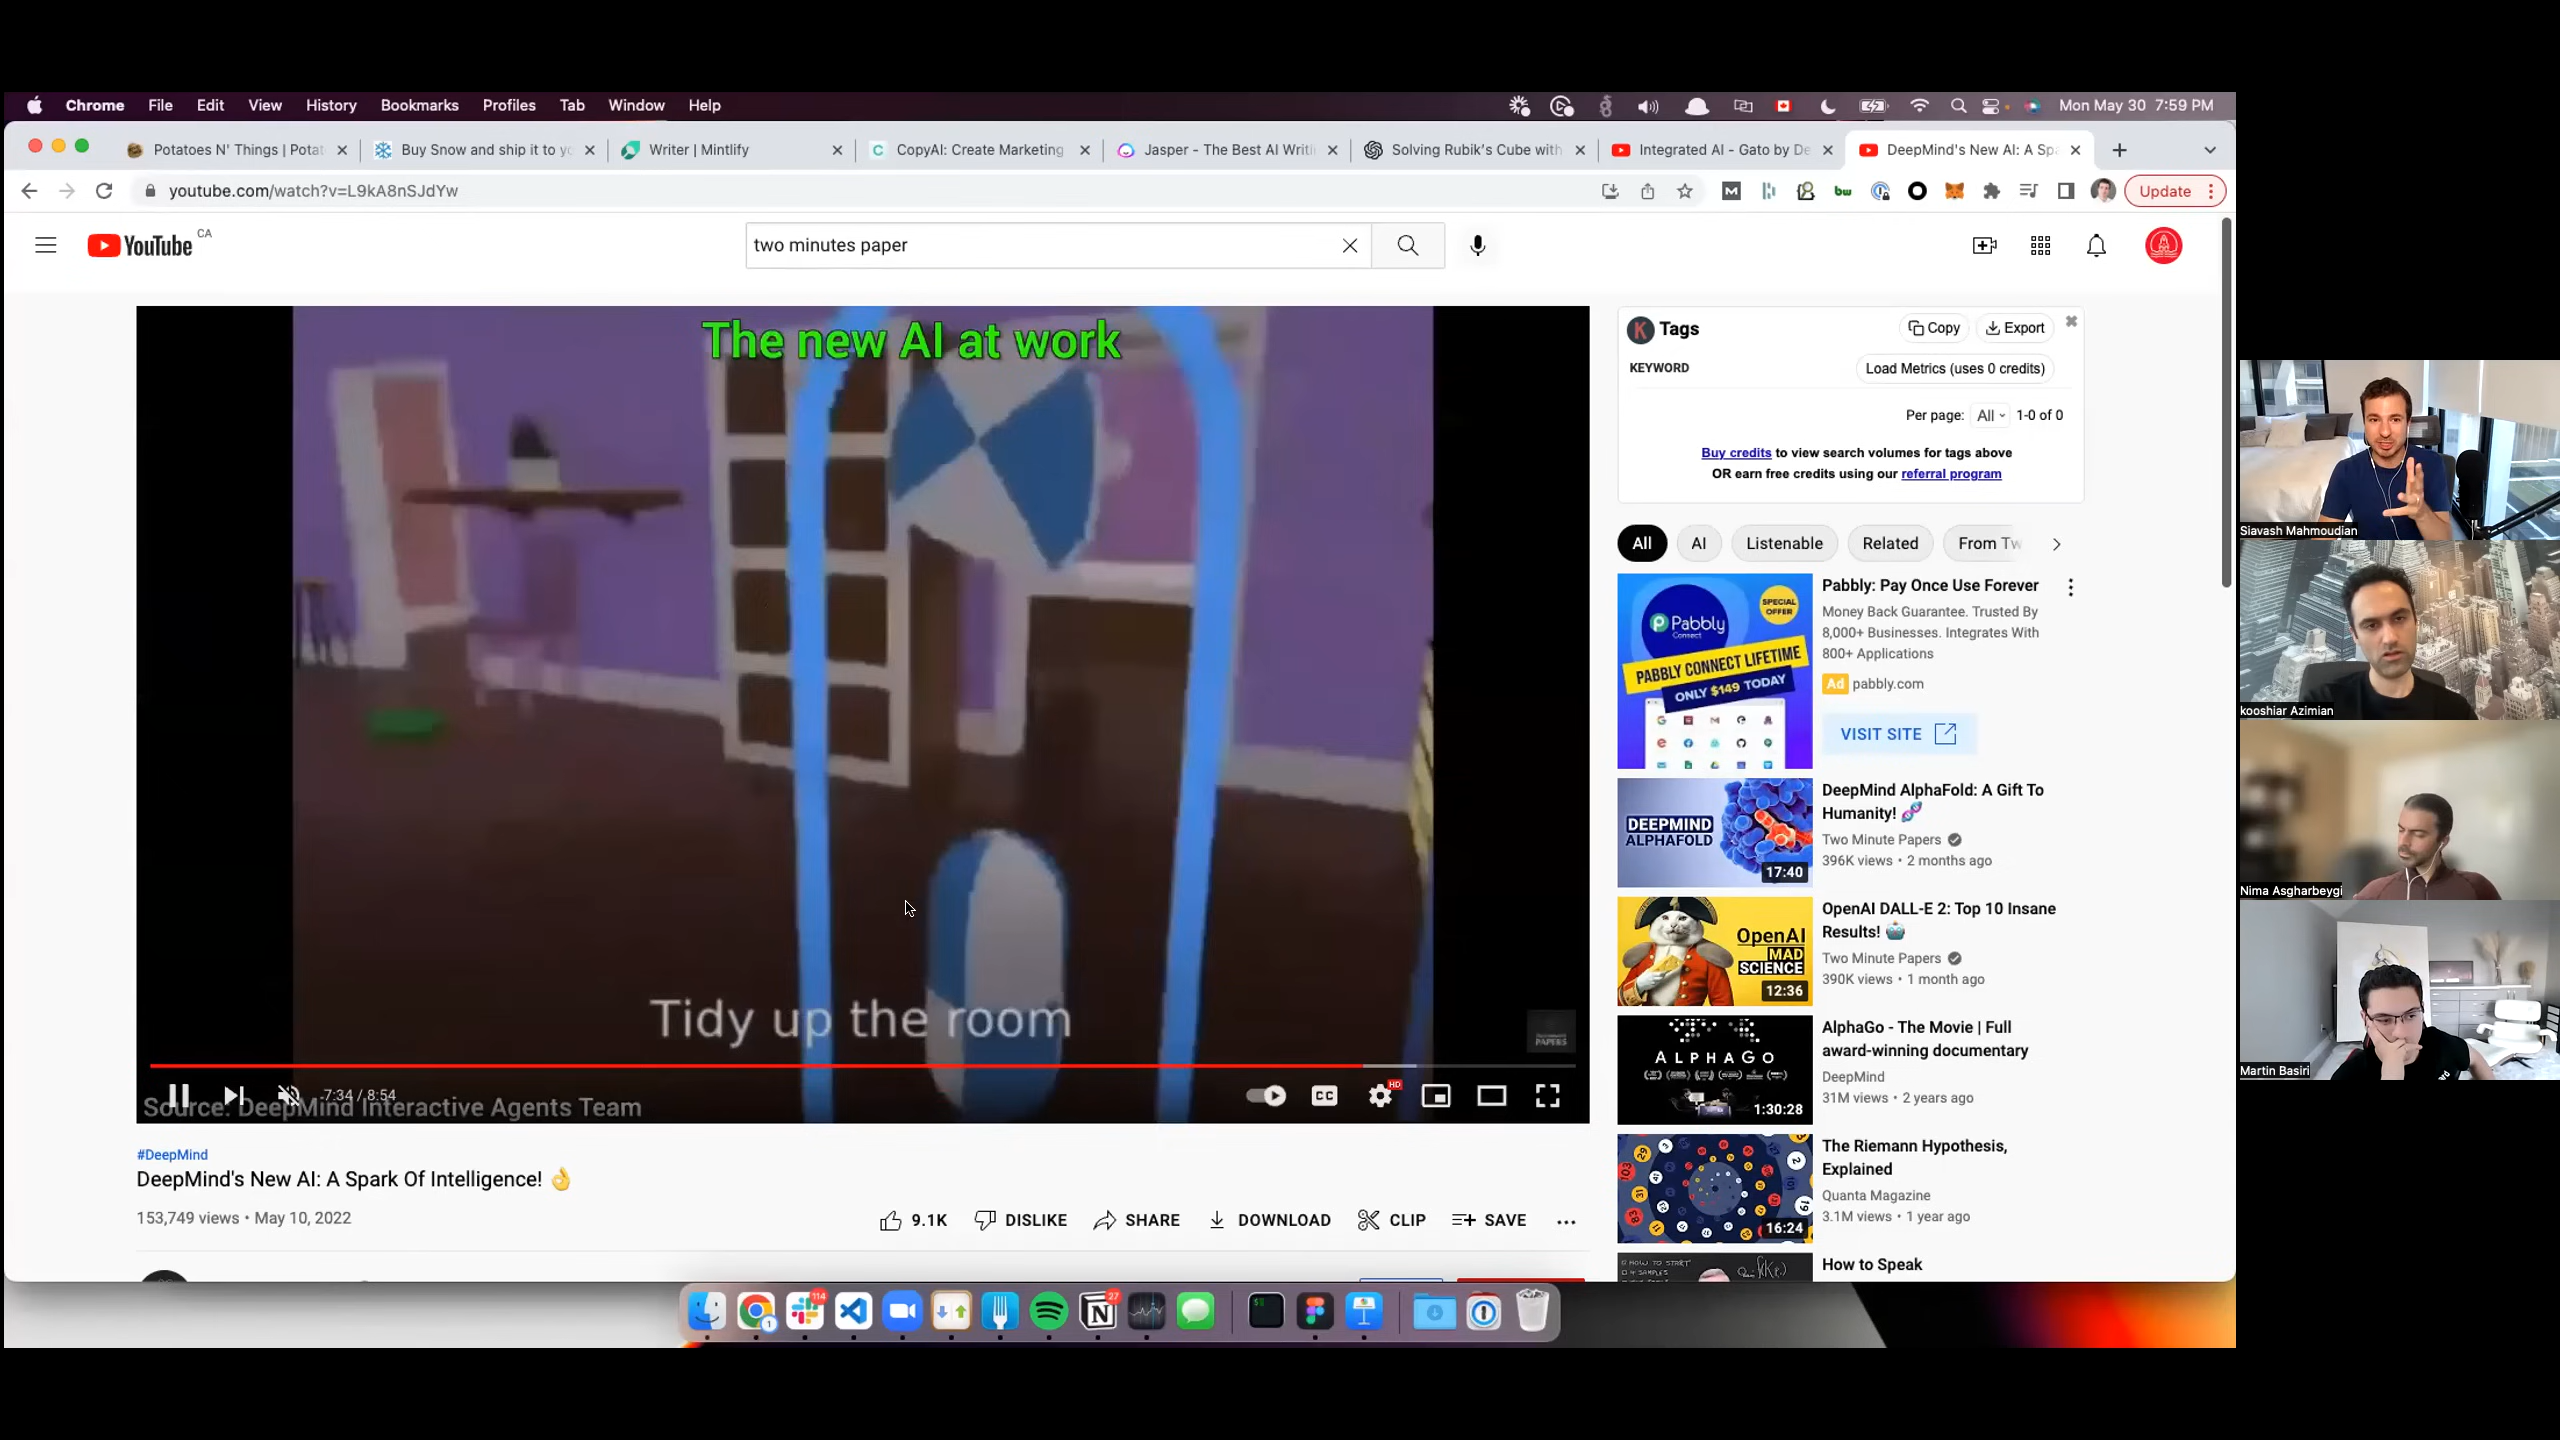 Chrome File Edit View History Bookmarks Profiles Tab Window Help
Mon May 30 7:59 PM
Potatoes N' Things | Potat
Buy Snow and ship it to yo
Writer | Mintlify
CopyAI: Create Marketing
Jasper - The Best AI Writi
Solving Rubik's Cube with
Integrated AI - Gato by De
DeepMind's New AI: A Spa
youtube.com/watch?v=L9kA8nSJdYw
Update
YouTube CA
two minutes paper
The new AI at work
Tidy up the room
PAPERS
7:34 / 8:54
CC
HD
Source: DeepMind Interactive Agents Team
#DeepMind
DeepMind's New AI: A Spark Of Intelligence! 👌
153,749 views • May 10, 2022
9.1K DISLIKE SHARE DOWNLOAD CLIP SAVE
K Tags
Copy Export
KEYWORD
Load Metrics (uses 0 credits)
Per page: All 1-0 of 0
Buy credits to view search volumes for tags above
OR earn free credits using our referral program
All AI Listenable Related From Tw
SPECIAL
OFFER
Pabbly
Connect
PABBLY CONNECT LIFETIME
ONLY $149 TODAY
Pabbly: Pay Once Use Forever
Money Back Guarantee. Trusted By
8,000+ Businesses. Integrates With
800+ Applications
Ad pabbly.com
VISIT SITE
DEEPMIND
ALPHAFOLD
17:40
DeepMind AlphaFold: A Gift To
Humanity! 🧬
Two Minute Papers
396K views • 2 months ago
OpenAI
MAD
SCIENCE
12:36
OpenAI DALL-E 2: Top 10 Insane
Results! 🤖
Two Minute Papers
390K views • 1 month ago
ALPHAGO
1:30:28
AlphaGo - The Movie | Full
award-winning documentary
DeepMind
31M views • 2 years ago
16:24
The Riemann Hypothesis,
Explained
Quanta Magazine
3.1M views • 1 year ago
HOW TO START
How to Speak
114
27
1
Siavash Mahmoudian
kooshiar Azimian
Nima Asgharbeygi
Martin Basiri